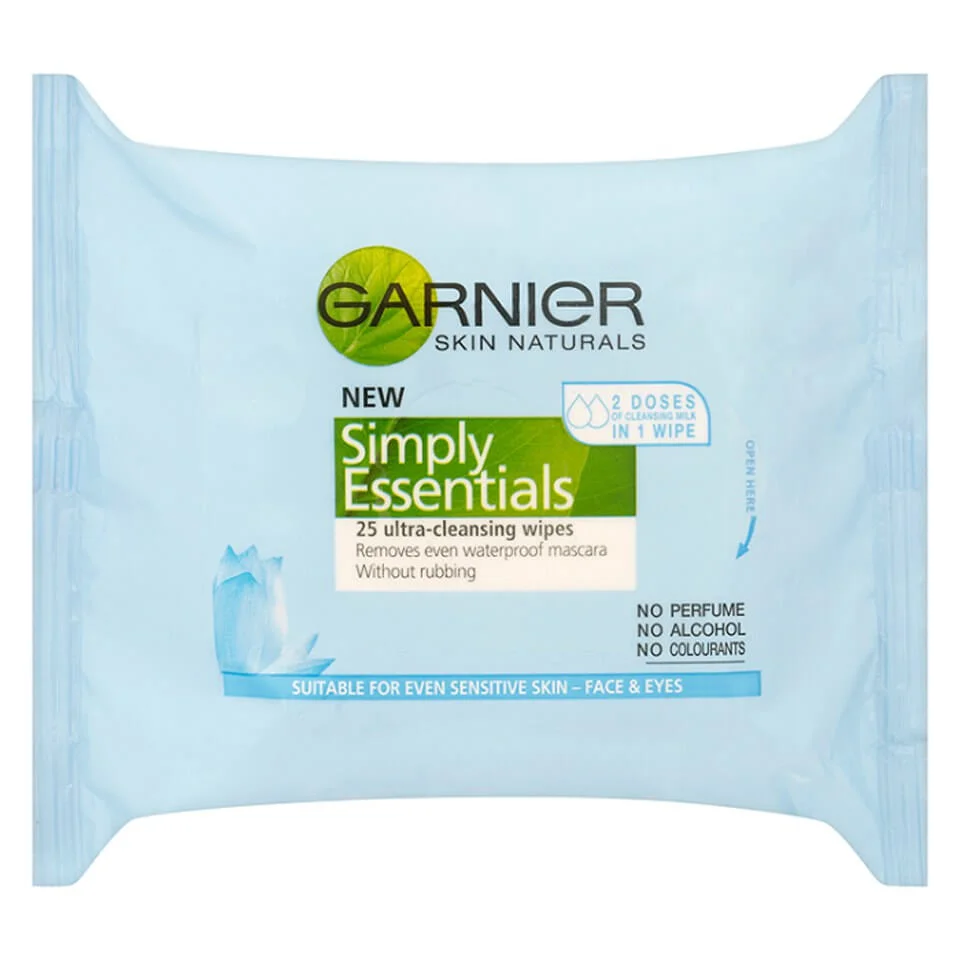 GARNIER
SKIN NATURALS
NEW
2 DOSES
OF CLEANSING MILK
IN 1 WIPE
Simply
Essentials
OPEN HERE
25 ultra-cleansing wipes
Removes even waterproof mascara
Without rubbing
NO PERFUME
NO ALCOHOL
NO COLOURANTS
SUITABLE FOR EVEN SENSITIVE SKIN – FACE & EYES